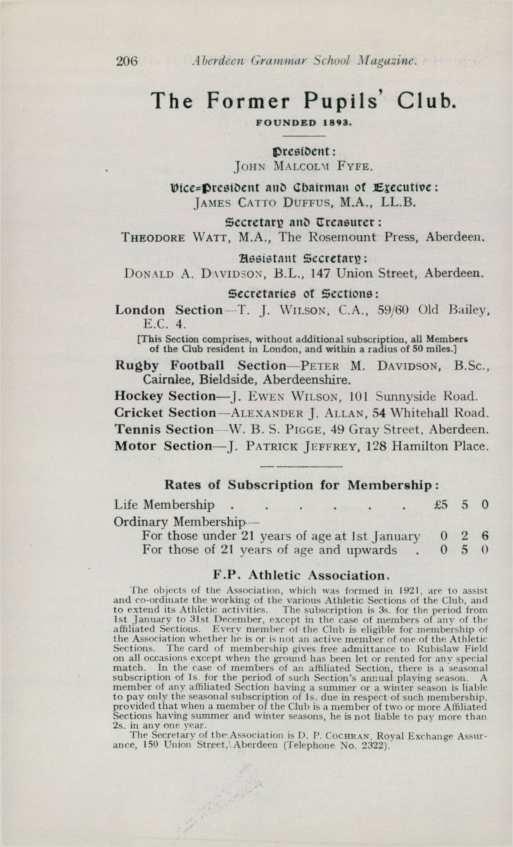 206 Aberdeen Grammar School Magazine.
The Former Pupils' Club.
FOUNDED 1893.
President:
JOHN MALCOLM FYFE.
Vice-President and Chairman of Executive:
JAMES CATTO DUFFUS, M.A., LL.B.
Secretary and Treasurer:
THEODORE WATT, M.A., The Rosemount Press, Aberdeen.
Assistant Secretary:
DONALD A. DAVIDSON, B.L., 147 Union Street, Aberdeen.
Secretaries of Sections:
London Section—T. J. WILSON, C.A., 59/60 Old Bailey,
E.C. 4.
[This Section comprises, without additional subscription, all Members
of the Club resident in London, and within a radius of 50 miles.]
Rugby Football Section—PETER M. DAVIDSON, B.Sc.,
Cairnlee, Bieldside, Aberdeenshire.
Hockey Section—J. EWEN WILSON, 101 Sunnyside Road.
Cricket Section—ALEXANDER J. ALLAN, 54 Whitehall Road.
Tennis Section—W. B. S. PIGGE, 49 Gray Street, Aberdeen.
Motor Section—J. PATRICK JEFFREY, 128 Hamilton Place.
Rates of Subscription for Membership:
Life Membership . . . . . . £5 5 0
Ordinary Membership—
For those under 21 years of age at 1st January 0 2 6
For those of 21 years of age and upwards . 0 5 0
F.P. Athletic Association.
The objects of the Association, which was formed in 1921, are to assist
and co-ordinate the working of the various Athletic Sections of the Club, and
to extend its Athletic activities. The subscription is 3s. for the period from
1st January to 31st December, except in the case of members of any of the
affiliated Sections. Every member of the Club is eligible for membership of
the Association whether he is or is not an active member of one of the Athletic
Sections. The card of membership gives free admittance to Rubislaw Field
on all occasions except when the ground has been let or rented for any special
match. In the case of members of an affiliated Section, there is a seasonal
subscription of 1s. for the period of such Section's annual playing season. A
member of any affiliated Section having a summer or a winter season is liable
to pay only the seasonal subscription of 1s. due in respect of such membership,
provided that when a member of the Club is a member of two or more Affiliated
Sections having summer and winter seasons, he is not liable to pay more than
2s. in any one year.
The Secretary of the Association is D. P. COCHRAN, Royal Exchange Assur-
ance, 150 Union Street, Aberdeen (Telephone No. 2322).